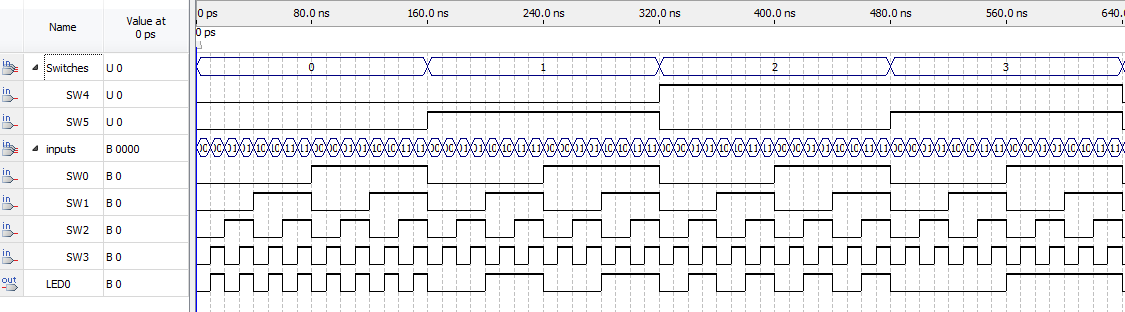 Name Value at 0 ps
0 ps 80.0 ns 160.0 ns 240.0 ns 320.0 ns 400.0 ns 480.0 ns 560.0 ns 640.
0 ps
in Switches U 0 0 1 2 3
in SW4 U 0
in SW5 U 0
in inputs B 0000
in SW0 B 0
in SW1 B 0
in SW2 B 0
in SW3 B 0
out LED0 B 0